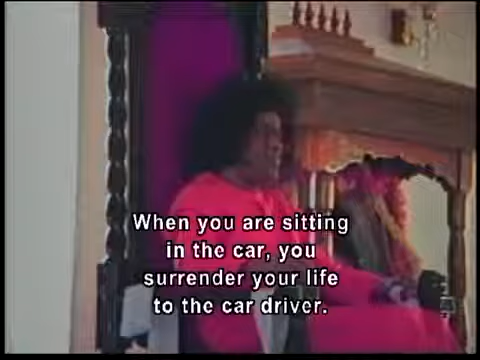 When you are sitting
in the car, you
surrender your life
to the car driver.